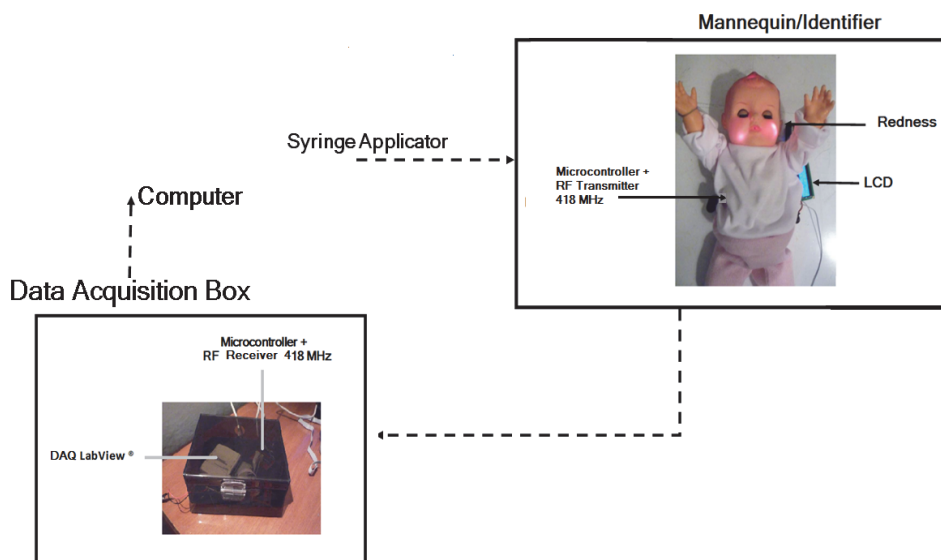 Mannequin/Identifier
Redness
Syringe Applicator
Microcontroller +
RF Transmitter
418 MHz
LCD
Computer
Data Acquisition Box
Microcontroller +
RF Receiver 418 MHz
DAQ LabView ®